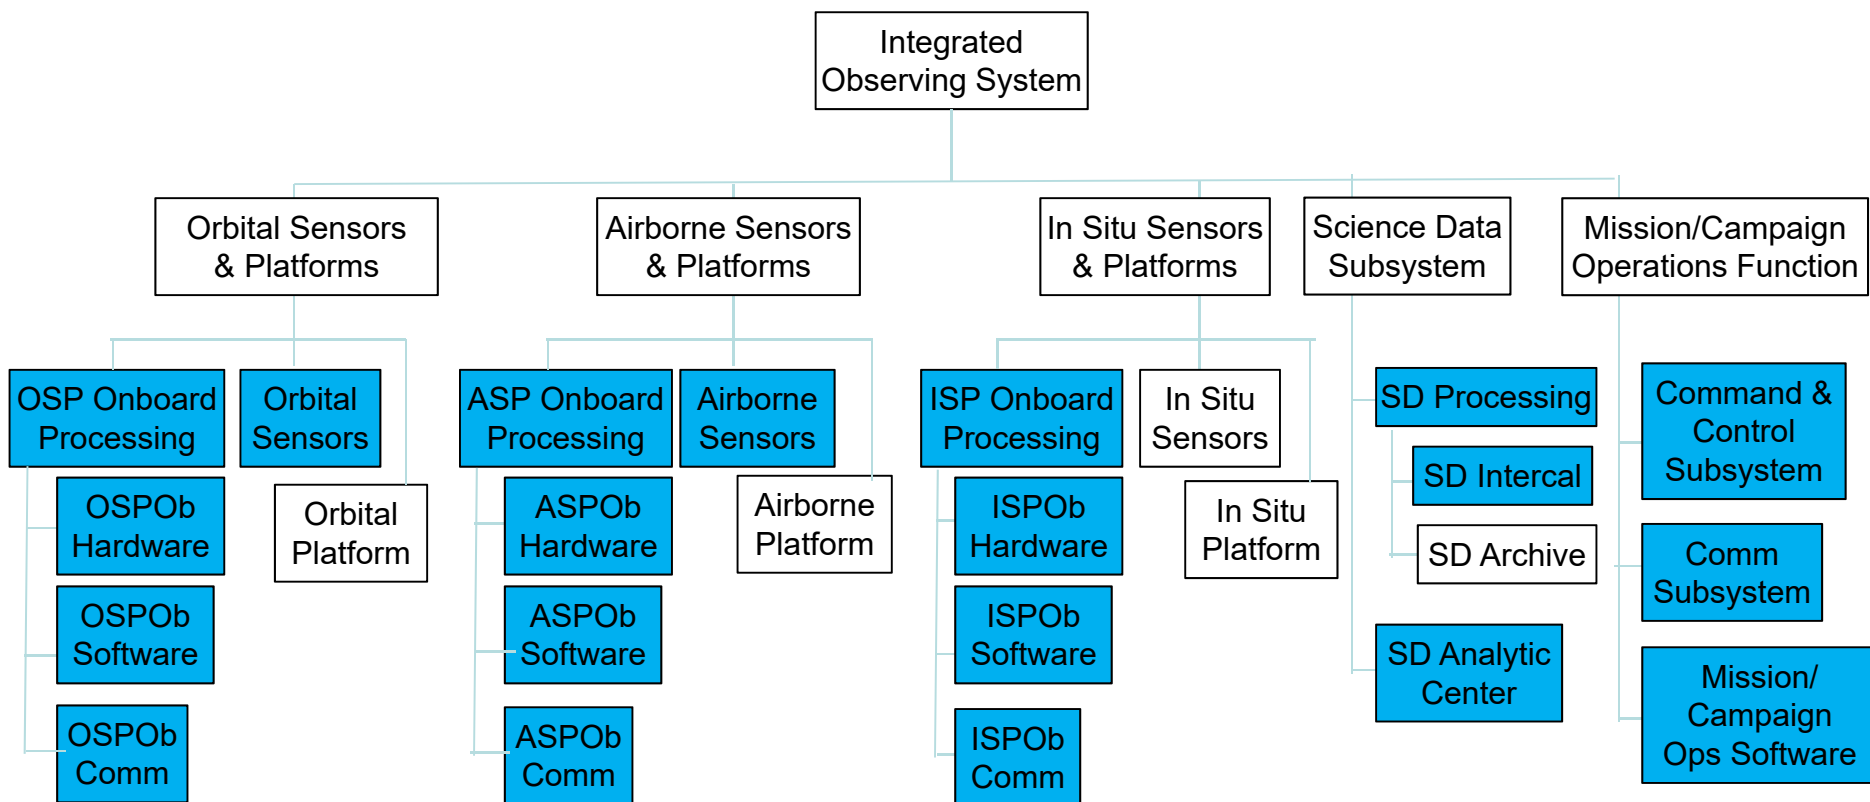 Integrated
Observing System
Orbital Sensors
& Platforms
Airborne Sensors
& Platforms
In Situ Sensors
& Platforms
Science Data
Subsystem
Mission/Campaign
Operations Function
OSP Onboard
Processing
Orbital
Sensors
Orbital
Platform
OSPOb
Hardware
OSPOb
Software
OSPOb
Comm
ASP Onboard
Processing
Airborne
Sensors
Airborne
Platform
ASPOb
Hardware
ASPOb
Software
ASPOb
Comm
ISP Onboard
Processing
In Situ
Sensors
In Situ
Platform
ISPOb
Hardware
ISPOb
Software
ISPOb
Comm
SD Processing
SD Intercal
SD Archive
SD Analytic
Center
Command &
Control
Subsystem
Comm
Subsystem
Mission/
Campaign
Ops Software